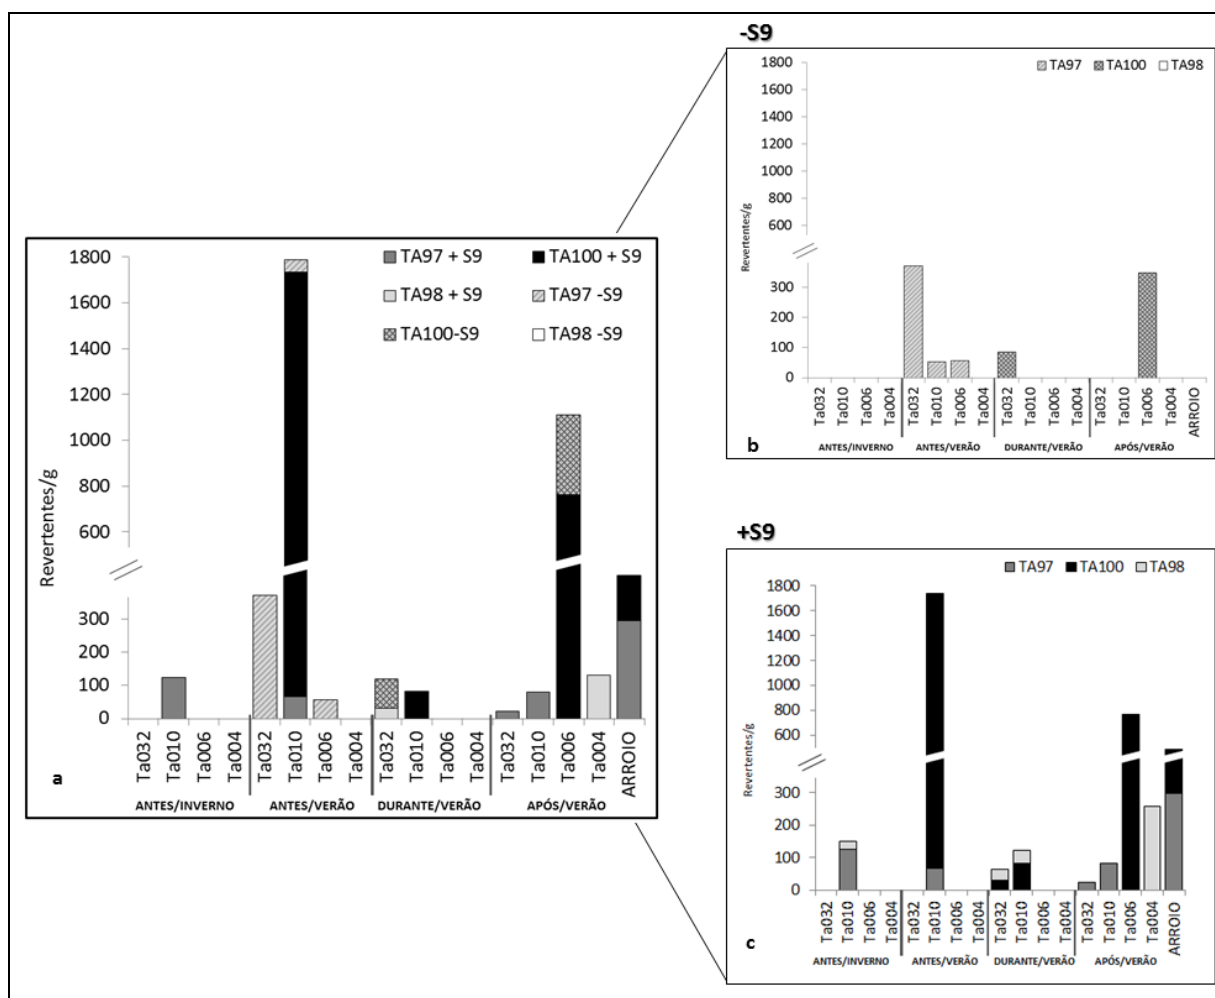 -S9
TA97 TA100 TA98
1800
1600
1400
1200
1000
800
600
300
200
100
0
Revertentes/g
Ta032 Ta010 Ta006 Ta004 Ta032 Ta010 Ta006 Ta004 Ta032 Ta010 Ta006 Ta004 Ta032 Ta010 Ta006 Ta004 ARROIO
ANTES/INVERNO ANTES/VERÃO DURANTE/VERÃO APÓS/VERÃO
b
TA97 + S9 TA100 + S9
TA98 + S9 TA97 -S9
TA100-S9 TA98 -S9
1800
1600
1400
1200
1000
800
600
300
200
100
0
Revertentes/g
Ta032 Ta010 Ta006 Ta004 Ta032 Ta010 Ta006 Ta004 Ta032 Ta010 Ta006 Ta004 Ta032 Ta010 Ta006 Ta004 ARROIO
ANTES/INVERNO ANTES/VERÃO DURANTE/VERÃO APÓS/VERÃO
a
+S9
TA97 TA100 TA98
1800
1600
1400
1200
1000
800
600
300
200
100
0
Revertentes/g
Ta032 Ta010 Ta006 Ta004 Ta032 Ta010 Ta006 Ta004 Ta032 Ta010 Ta006 Ta004 Ta032 Ta010 Ta006 Ta004 ARROIO
ANTES/INVERNO ANTES/VERÃO DURANTE/VERÃO APÓS/VERÃO
c